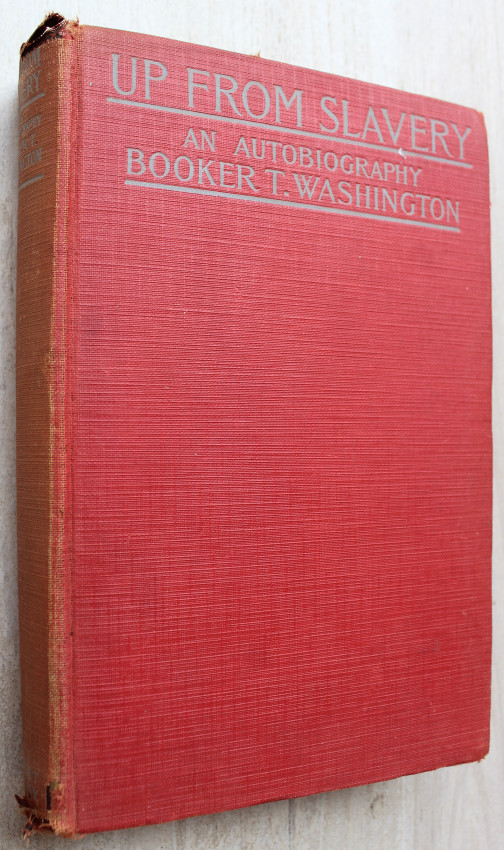 UP FROM SLAVERY
AN AUTOBIOGRAPHY
BOOKER T. WASHINGTON